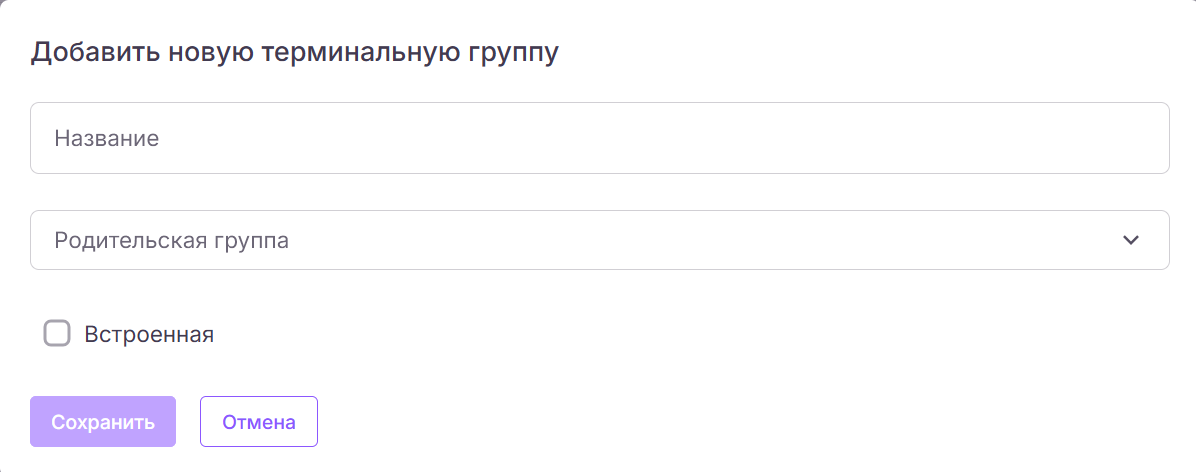 Добавить новую терминальную группу
Название
Родительская группа
Встроенная
Сохранить
Отмена